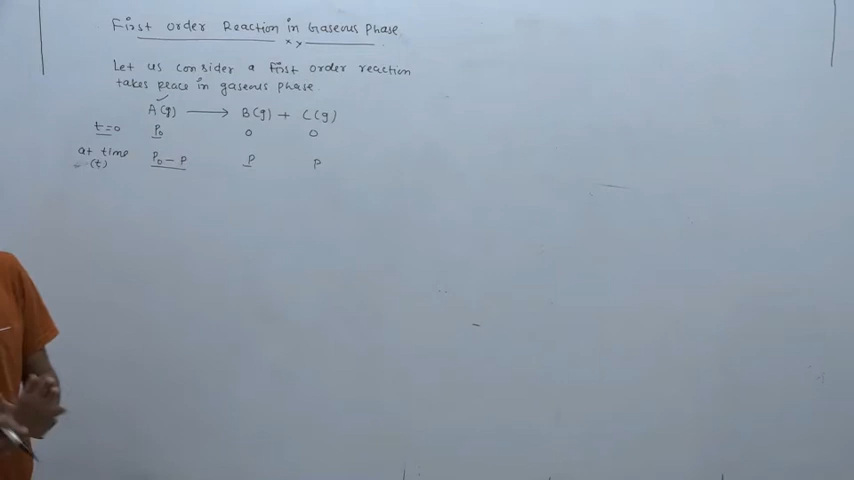 First order Reaction in Gaseous Phase
Let us consider a first order reaction
takes peace in gaseous phase
A(g) → B(g) + C(g)
t=0 P₀ 0 0
at time P₀ - P P P
(t)